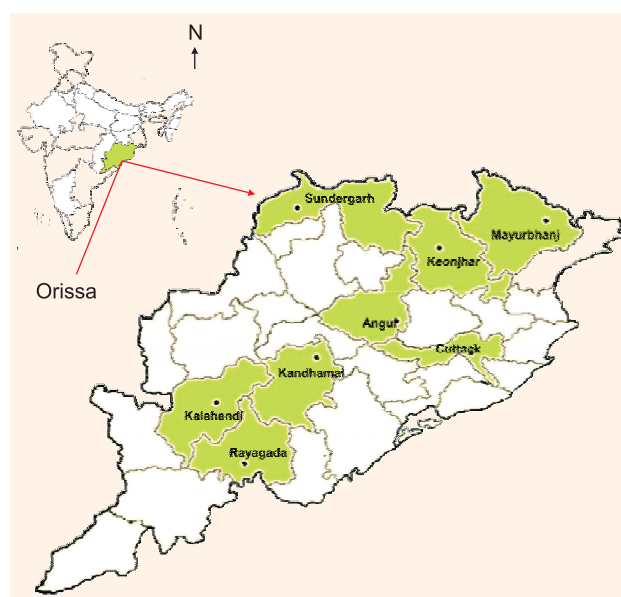 N
Orissa
Sundergarh
Mayurbhanj
Keonjhar
Angul
Cuttack
Kandhamal
Kalahandi
Rayagada